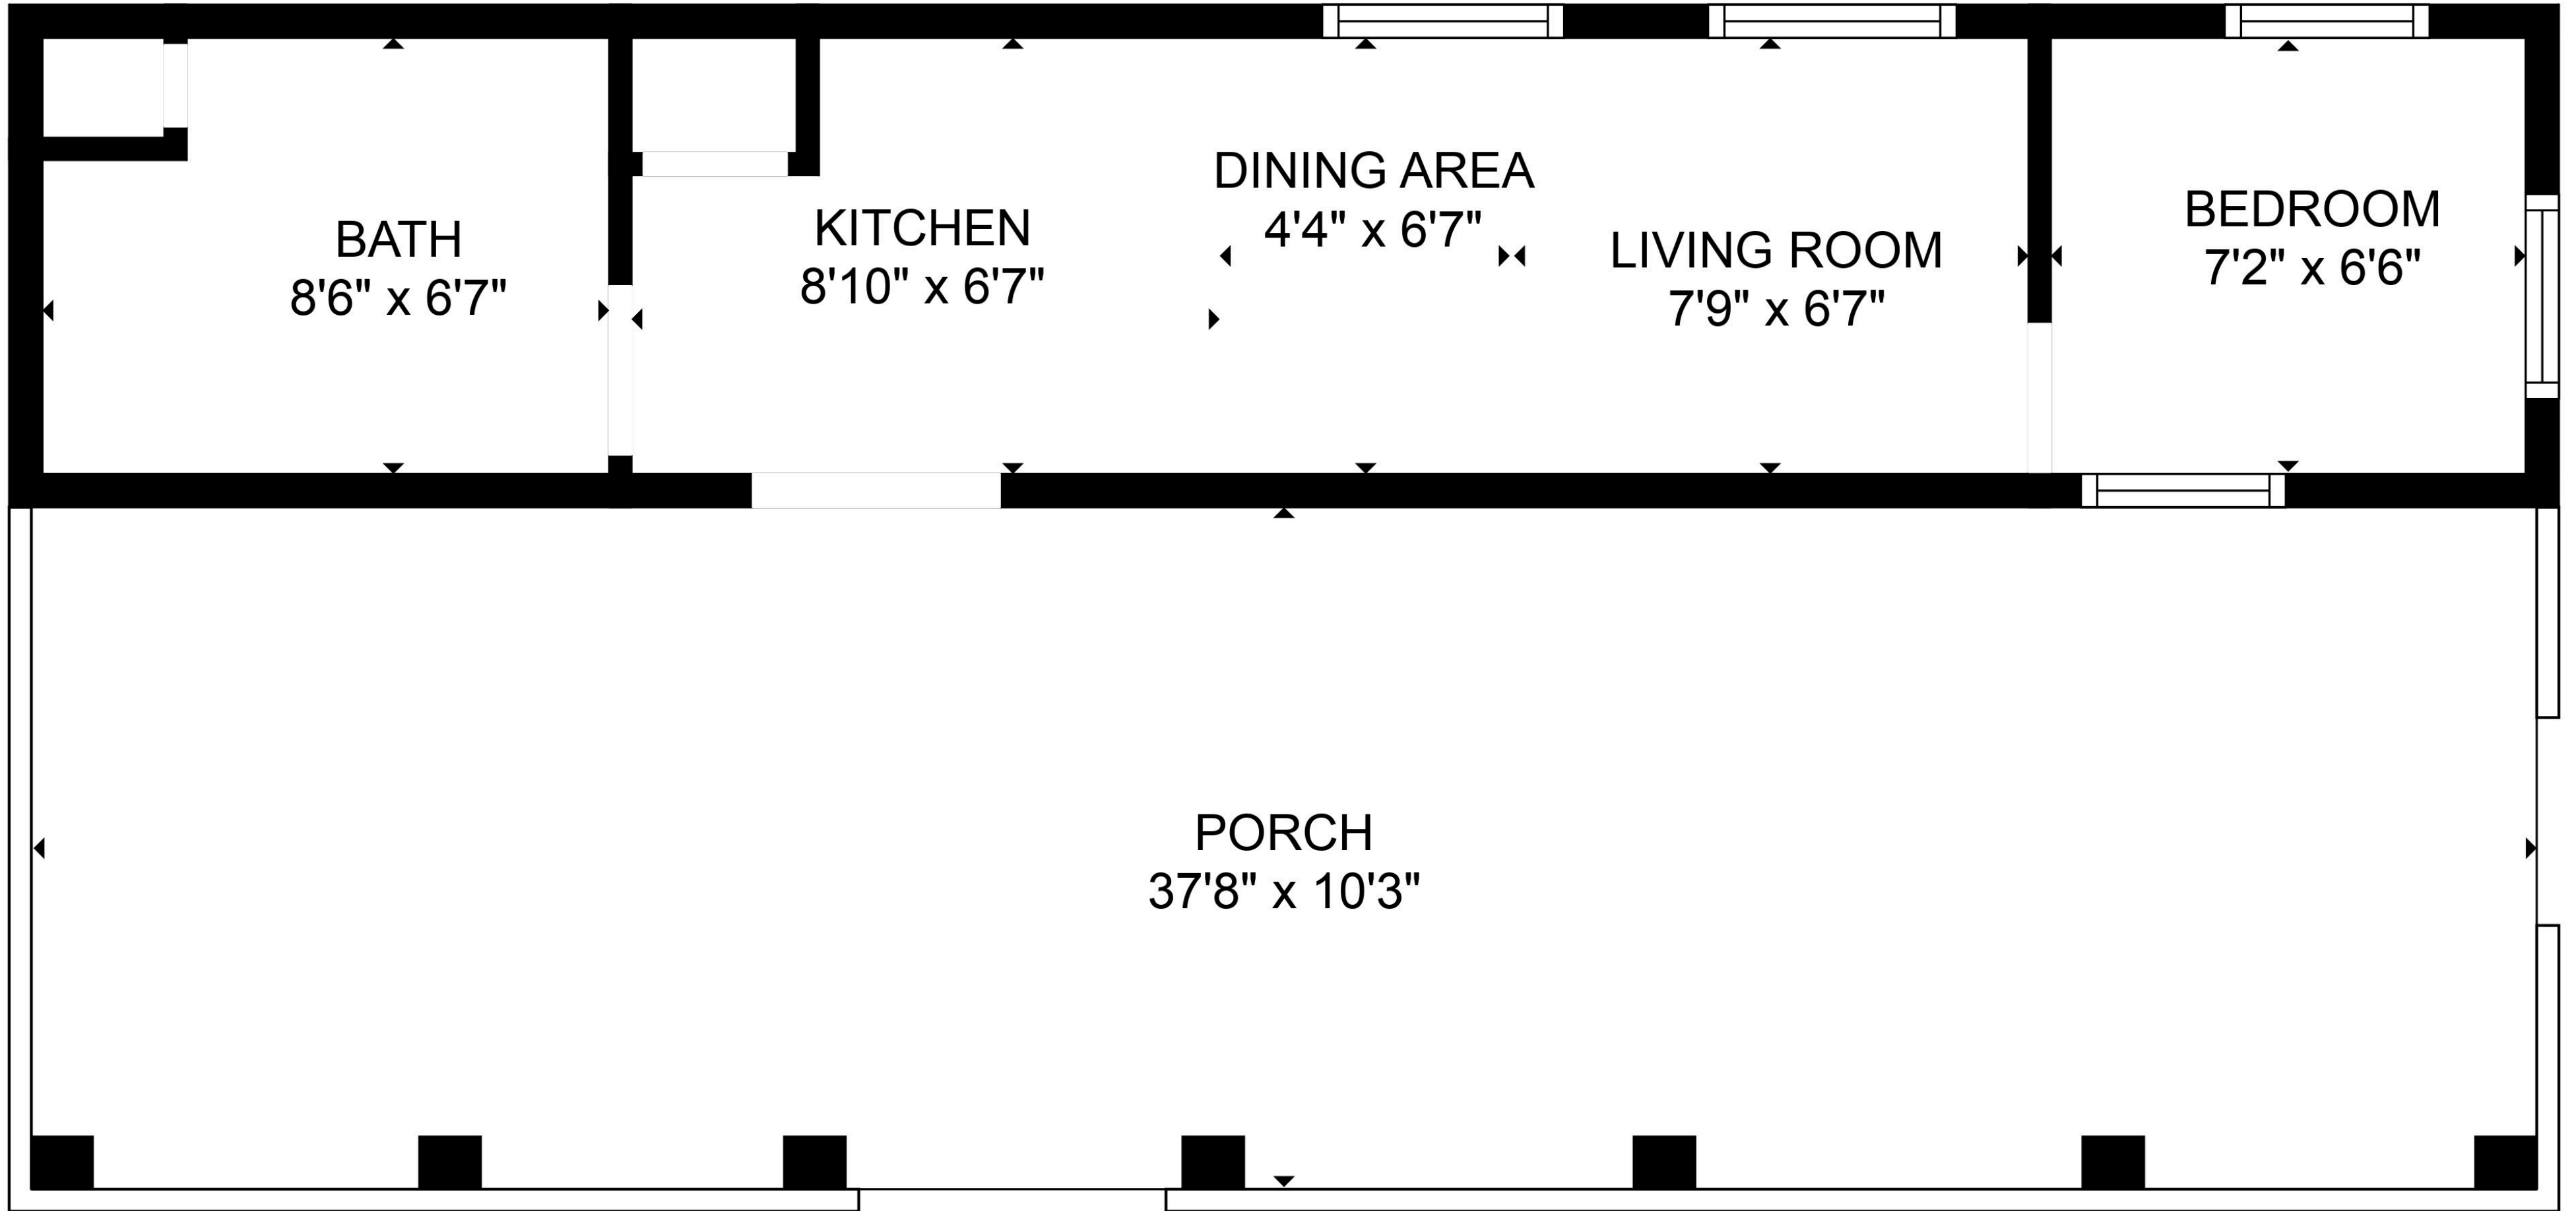 BATH
8'6" x 6'7"
KITCHEN
8'10" x 6'7"
DINING AREA
4'4" x 6'7"
LIVING ROOM
7'9" x 6'7"
BEDROOM
7'2" x 6'6"
PORCH
37'8" x 10'3"